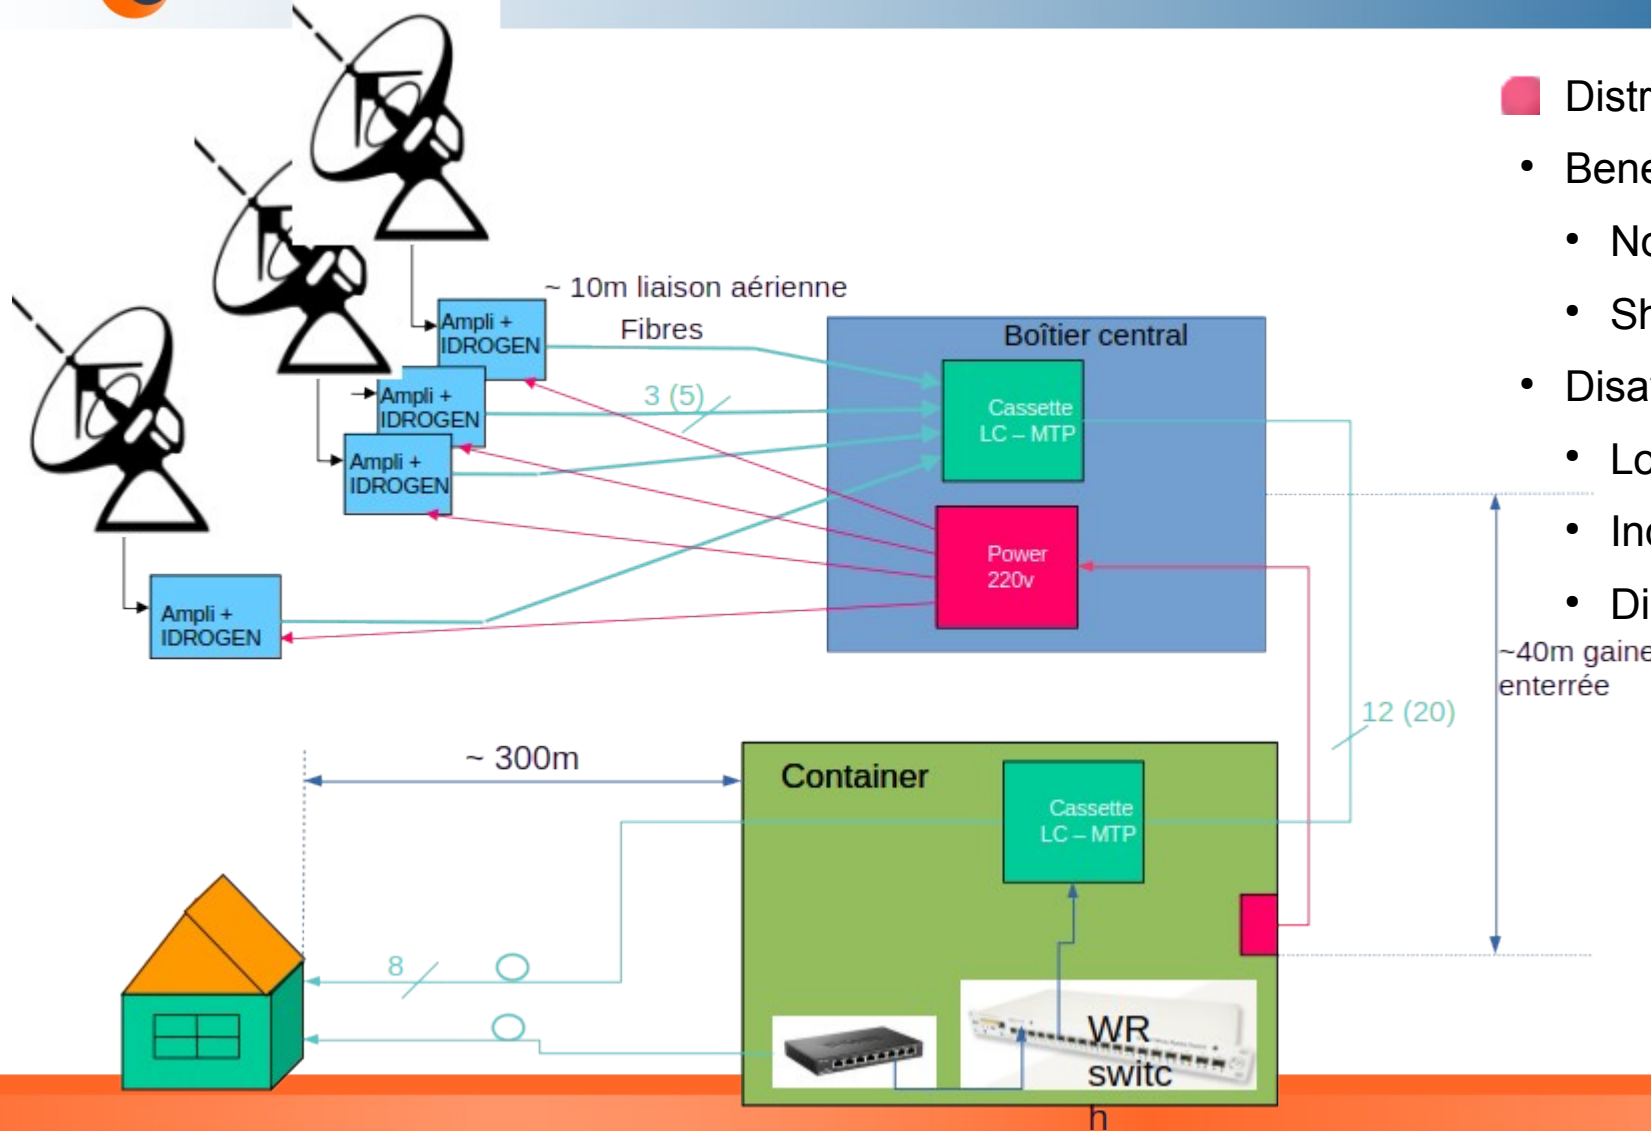 ~ 10m liaison aérienne
Fibres
Ampli +
IDROGEN
Ampli +
IDROGEN
Ampli +
IDROGEN
Ampli +
IDROGEN
3 (5)
Boîtier central
Cassette
LC – MTP
Power
220v
12 (20)
~40m gaine
enterrée
~ 300m
Container
Cassette
LC – MTP
8
WR
switc
h
Distr
Bene
No
Sh
Disa
Lo
Inc
Di